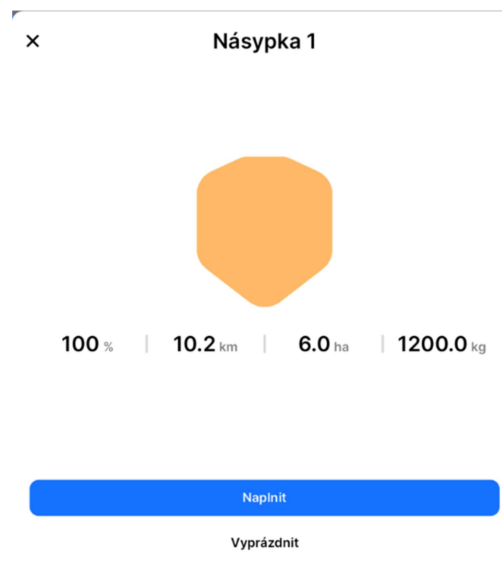 ×
Násypka 1
100 % | 10.2 km | 6.0 ha | 1200.0 kg
Naplnit
Vyprázdnit